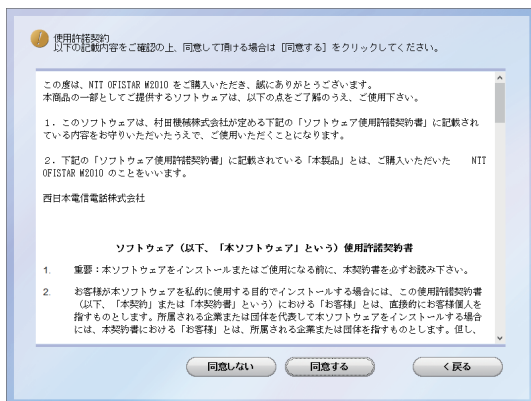 使用許諾契約
以下の記載内容をご確認の上、同意して頂ける場合は [同意する] をクリックしてください。
この度は、NTT OFISTAR M2010 をご購入いただき、誠にありがとうございます。
本商品の一部としてご提供するソフトウェアは、以下の点をご了解のうえ、ご使用下さい。
1．このソフトウェアは、村田機械株式会社が定める下記の「ソフトウェア使用許諾契約書」に記載され
ている内容をお守りいただいたうえで、ご使用いただくことになります。
2．下記の「ソフトウェア使用許諾契約書」に記載されている「本製品」とは、ご購入いただいた NTT
OFISTAR M2010 のことをいいます。
西日本電信電話株式会社
ソフトウェア（以下、「本ソフトウェア」という）使用許諾契約書
1. 重要：本ソフトウェアをインストールまたはご使用になる前に、本契約書を必ずお読み下さい。
2. お客様が本ソフトウェアを私的に使用する目的でインストールする場合には、この使用許諾契約書
（以下、「本契約」または「本契約書」という）における「お客様」とは、直接的にお客様個人を
指すものとします。所属される企業または団体を代表して本ソフトウェアをインストールする場合
には、本契約書における「お客様」とは、所属される企業または団体を指すものとします。但し、
同意しない 同意する < 戻る